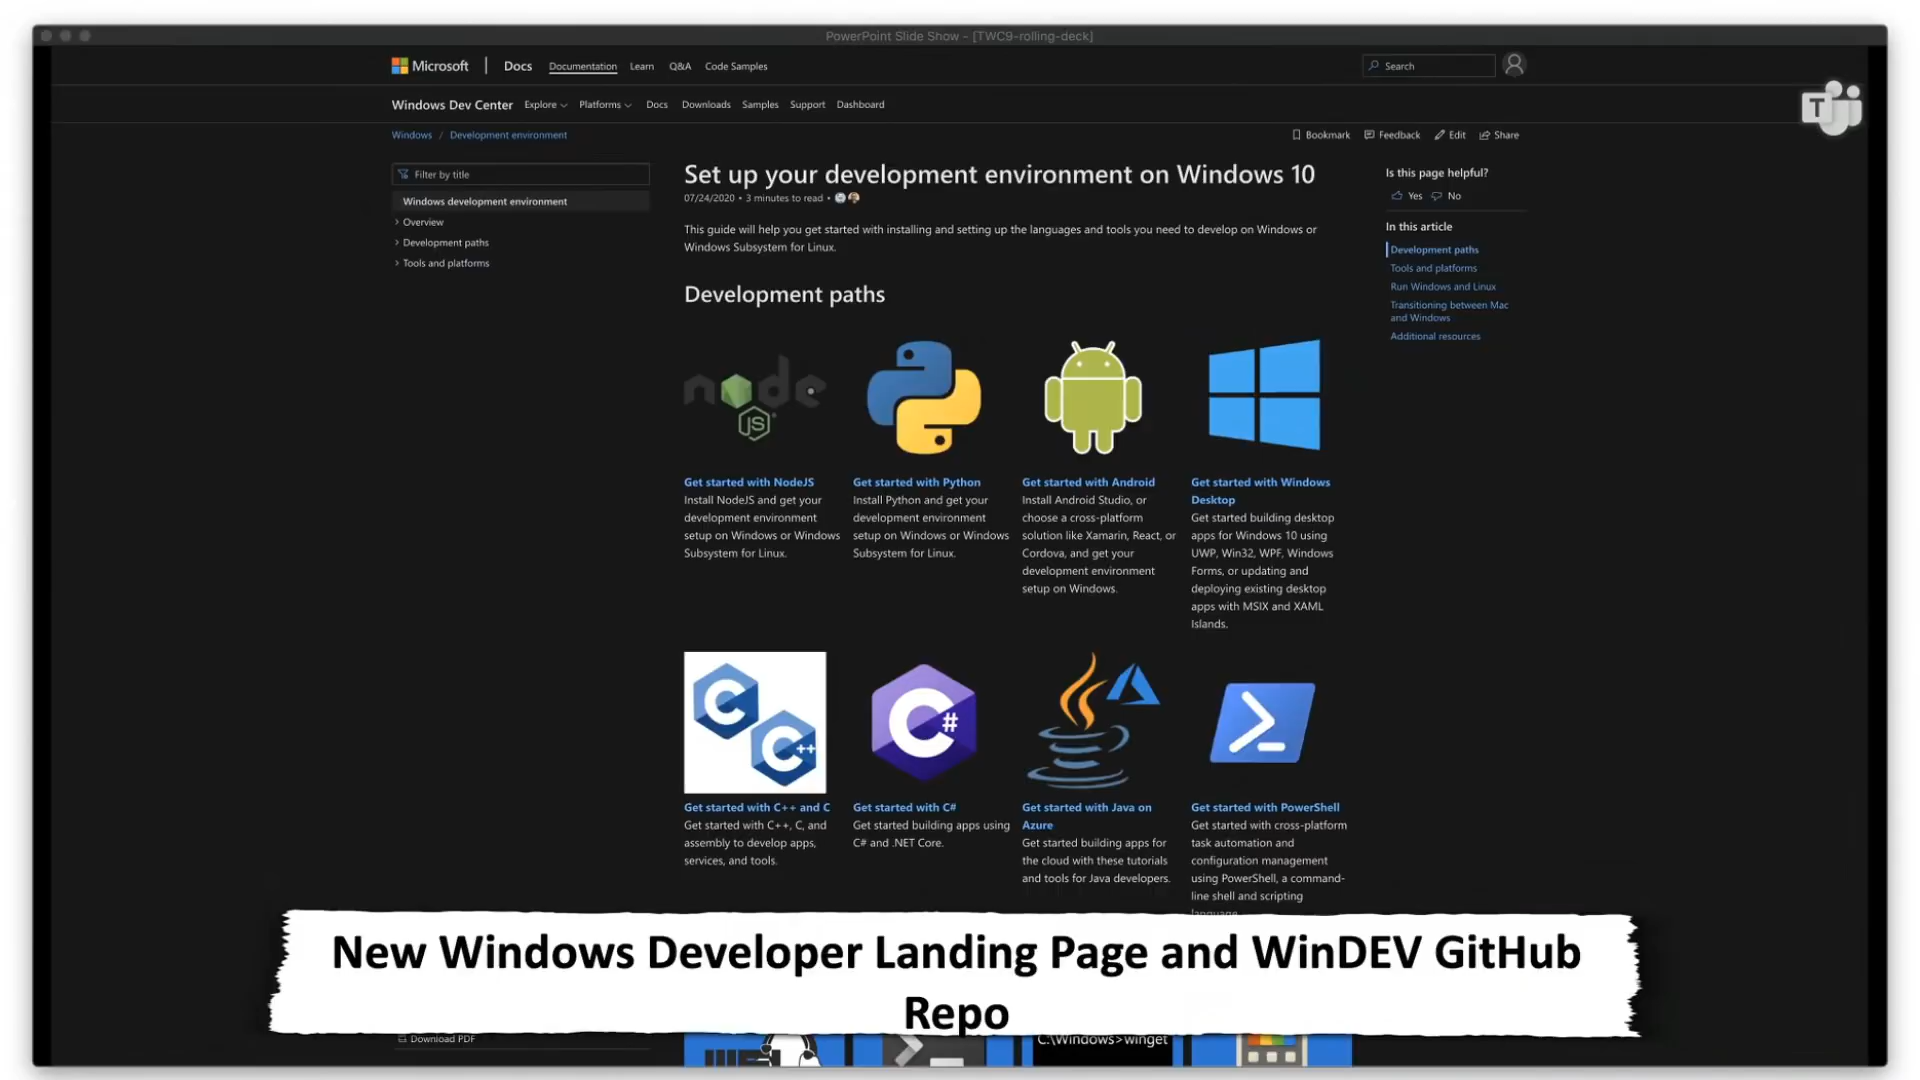 PowerPoint Slide Show - [TWC9-rolling-deck]
Microsoft Docs Documentation Learn Q&A Code Samples Search
Windows Dev Center Explore Platforms Docs Downloads Samples Support Dashboard
T
Windows / Development environment
Bookmark Feedback Edit Share
Filter by title
Windows development environment
Overview
Development paths
Tools and platforms
Set up your development environment on Windows 10
07/24/2020 • 3 minutes to read •
This guide will help you get started with installing and setting up the languages and tools you need to develop on Windows or
Windows Subsystem for Linux.
Is this page helpful?
Yes No
In this article
Development paths
Tools and platforms
Run Windows and Linux
Transitioning between Mac
and Windows
Additional resources
Development paths
node
JS
Get started with NodeJS
Install NodeJS and get your
development environment
setup on Windows or Windows
Subsystem for Linux.
Get started with Python
Install Python and get your
development environment
setup on Windows or Windows
Subsystem for Linux.
Get started with Android
Install Android Studio, or
choose a cross-platform
solution like Xamarin, React, or
Cordova, and get your
development environment
setup on Windows.
Get started with Windows
Desktop
Get started building desktop
apps for Windows 10 using
UWP, Win32, WPF, Windows
Forms, or updating and
deploying existing desktop
apps with MSIX and XAML
Islands.
C
C++
Get started with C++ and C
Get started with C++, C, and
assembly to develop apps,
services, and tools.
C#
Get started with C#
Get started building apps using
C# and .NET Core.
Get started with Java on
Azure
Get started building apps for
the cloud with these tutorials
and tools for Java developers.
Get started with PowerShell
Get started with cross-platform
task automation and
configuration management
using PowerShell, a command-
line shell and scripting
language.
New Windows Developer Landing Page and WinDEV GitHub
Repo
Download PDF
C:\Windows>winget